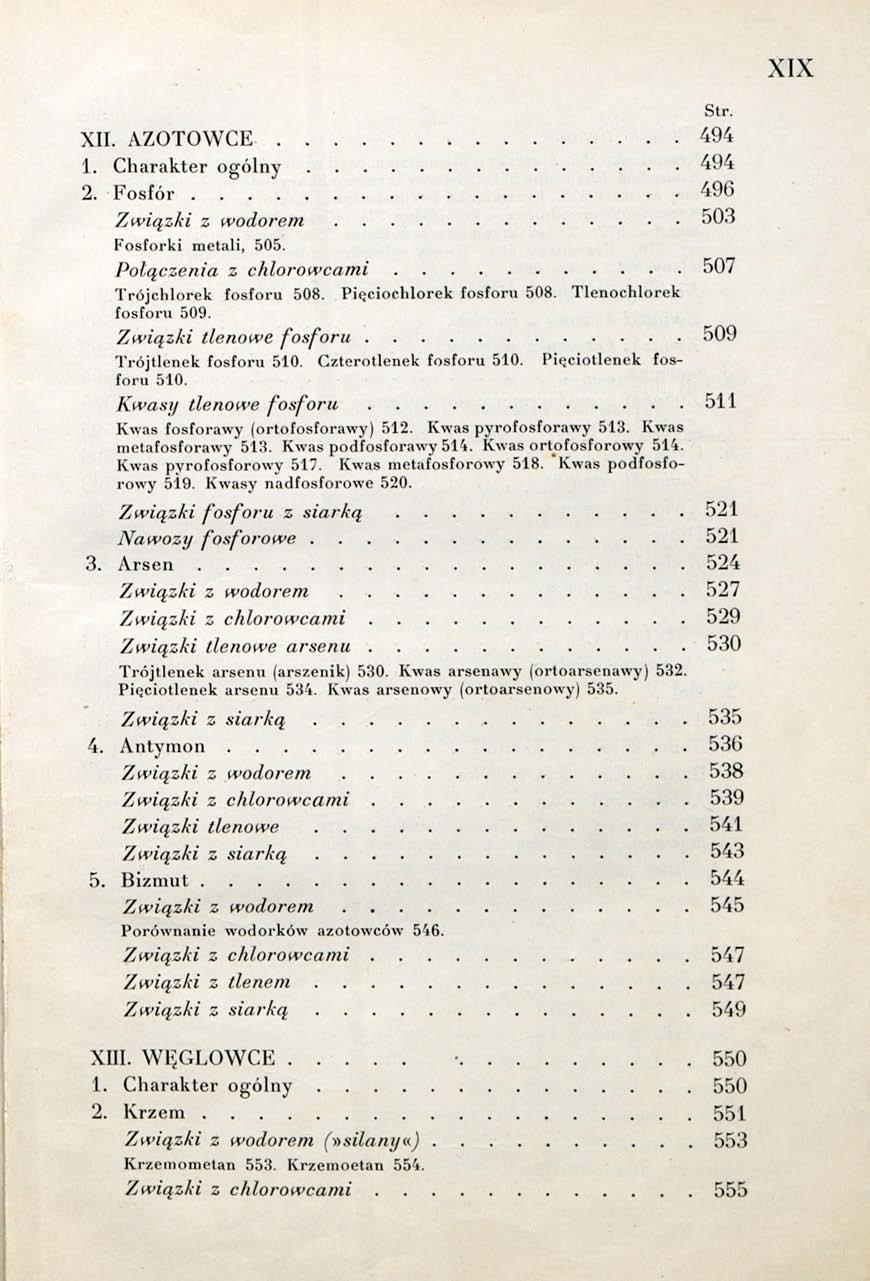 XIX
Str.
XII. AZOTOWCE . . . . . . . . . . . . . . . 494
1. Charakter ogólny . . . . . . . . . . . . . . 494
2. Fosfór . . . . . . . . . . . . . . . . . . 496
Związki z wodorem . . . . . . . . . . . . . 503
Fosforki metali, 505.
Połączenia z chlorowcami . . . . . . . . . . . 507
Trójchlorek fosforu 508. Pięciochlorek fosforu 508. Tlenochlorek
fosforu 509.
Związki tlenowe fosforu . . . . . . . . . . . . 509
Trójtlenek fosforu 510. Czterotlenek fosforu 510. Pięciotlenek fos-
foru 510.
Kwasy tlenowe fosforu . . . . . . . . . . . . 511
Kwas fosforawy (ortofosforawy) 512. Kwas pyrofosforawy 513. Kwas
metafosforawy 513. Kwas podfosforawy 514. Kwas ortofosforowy 514.
Kwas pyrofosforowy 517. Kwas metafosforowy 518. Kwas podfosfo-
rowy 519. Kwasy nadfosforowe 520.
Związki fosforu z siarką . . . . . . . . . . . 521
Nawozy fosforowe . . . . . . . . . . . . . . 521
3. Arsen . . . . . . . . . . . . . . . . . . 524
Związki z wodorem . . . . . . . . . . . . . 527
Związki z chlorowcami . . . . . . . . . . . . 529
Związki tlenowe arsenu . . . . . . . . . . . . 530
Trójtlenek arsenu (arszenik) 530. Kwas arsenawy (ortoarsenawy) 532.
Pięciotlenek arsenu 534. Kwas arsenowy (ortoarsenowy) 535.
Związki z siarką . . . . . . . . . . . . . . 535
4. Antymon . . . . . . . . . . . . . . . . . 536
Związki z wodorem . . . . . . . . . . . . . 538
Związki z chlorowcami . . . . . . . . . . . . 539
Związki tlenowe . . . . . . . . . . . . . . 541
Związki z siarką . . . . . . . . . . . . . . 543
5. Bizmut . . . . . . . . . . . . . . . . . . 544
Związki z wodorem . . . . . . . . . . . . . 545
Porównanie wodorków azotowców 546.
Związki z chlorowcami . . . . . . . . . . . . 547
Związki z tlenem . . . . . . . . . . . . . . 547
Związki z siarką . . . . . . . . . . . . . . 549
XIII. WĘGLOWCE . . . . . . . . . . . . . . 550
1. Charakter ogólny . . . . . . . . . . . . . . 550
2. Krzem . . . . . . . . . . . . . . . . . . 551
Związki z wodorem (»silany«) . . . . . . . . . . 553
Krzemometan 553. Krzemoetan 554.
Związki z chlorowcami . . . . . . . . . . . . 555